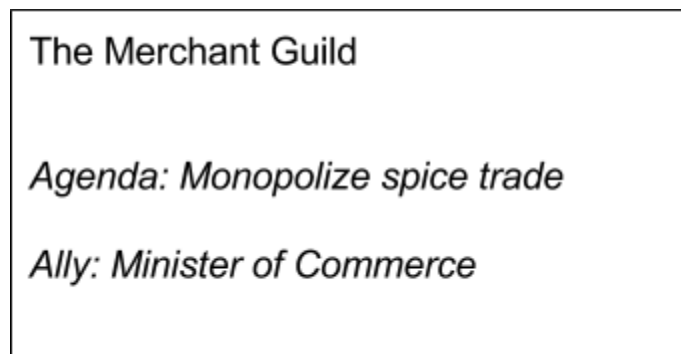 The Merchant Guild
Agenda: Monopolize spice trade
Ally: Minister of Commerce